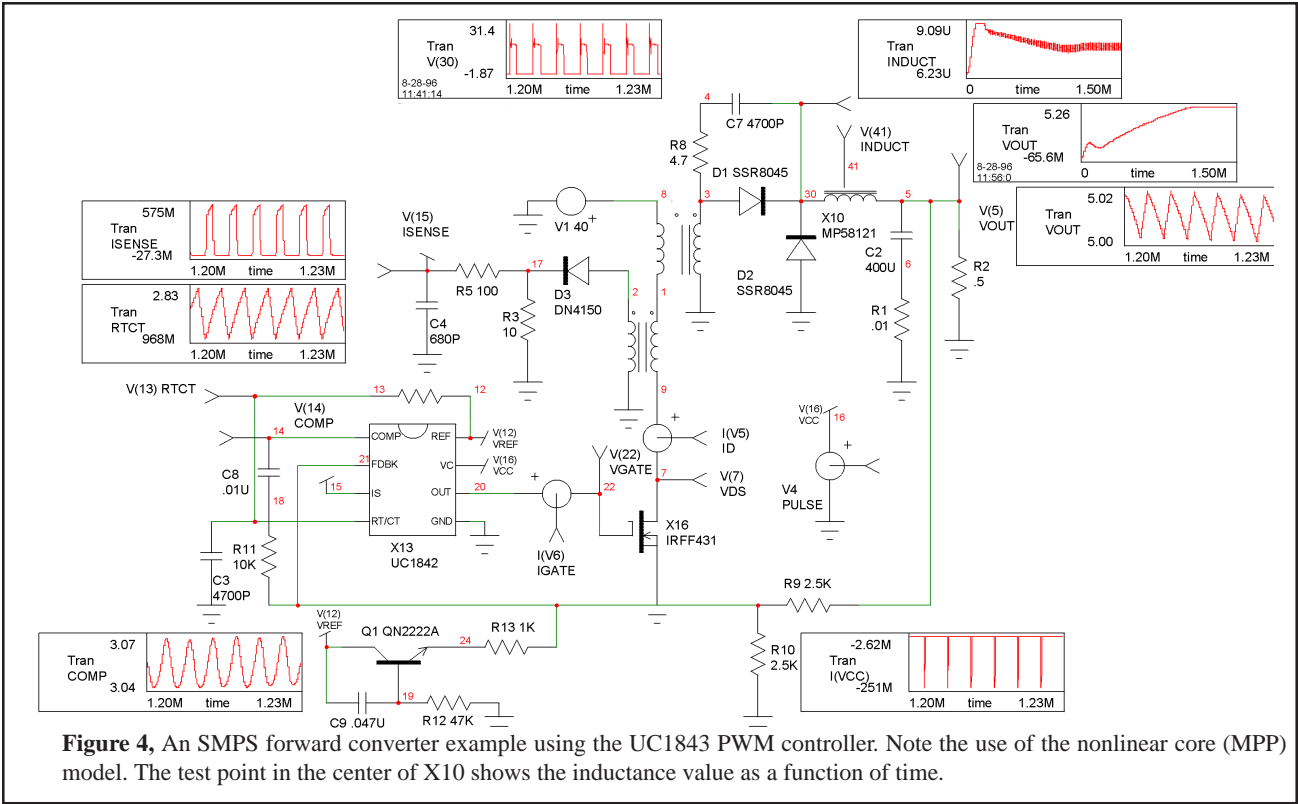 31.4
Tran
V(30)
-1.87
8-28-96
11:41:14
1.20M time 1.23M
9.09U
Tran
INDUCT
6.23U
0 time 1.50M
5.26
Tran
VOUT
-65.6M
8-28-96
11:56:0
0 time 1.50M
5.02
Tran
VOUT
5.00
1.20M time 1.23M
4
C7 4700P
R8
4.7
V(41)
INDUCT
41
D1 SSR8045
3
30
5
X10
MP58121
V(5)
VOUT
C2
400U
6
R2
.5
R1
.01
D2
SSR8045
8
V1 40
+
575M
Tran
ISENSE
-27.3M
1.20M time 1.23M
V(15)
ISENSE
17
R5 100
D3
DN4150
2
1
C4
680P
R3
10
2.83
Tran
RTCT
968M
1.20M time 1.23M
9
V(13) RTCT
13
12
V(14)
COMP
14
COMP
REF
V(12)
VREF
21
FDBK
VC
V(16)
VCC
15
IS
OUT
20
RT/CT
GND
X13
UC1842
C8
.01U
18
R11
10K
C3
4700P
+
I(V6)
IGATE
V(22)
VGATE
22
+
I(V5)
ID
7
V(7)
VDS
X16
IRFF431
V(16)
VCC
16
+
V4
PULSE
R9 2.5K
R10
2.5K
V(12)
VREF
Q1 QN2222A
24
R13 1K
19
C9 .047U
R12 47K
3.07
Tran
COMP
3.04
1.20M time 1.23M
-2.62M
Tran
I(VCC)
-251M
1.20M time 1.23M
Figure 4, An SMPS forward converter example using the UC1843 PWM controller. Note the use of the nonlinear core (MPP)
model. The test point in the center of X10 shows the inductance value as a function of time.